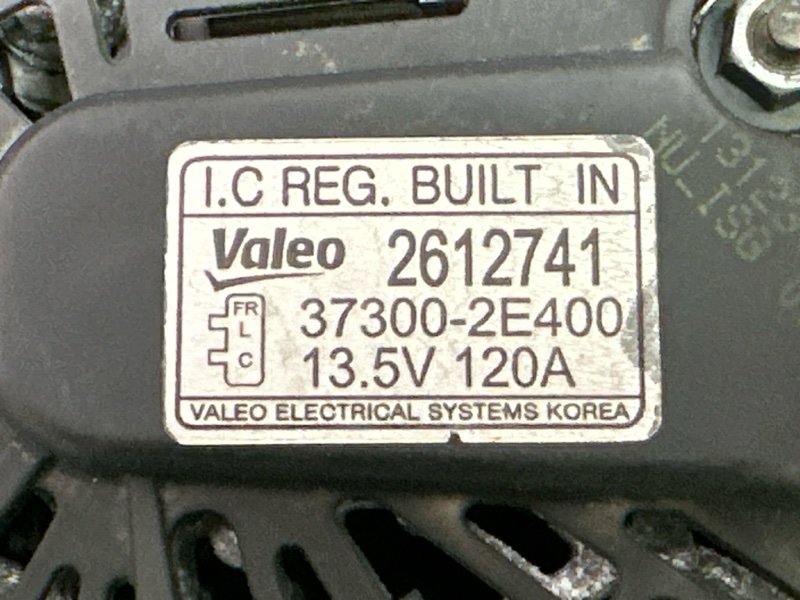 I.C REG. BUILT IN
Valeo 2612741
FR
L
C
37300-2E400
13.5V 120A
VALEO ELECTRICAL SYSTEMS KOREA